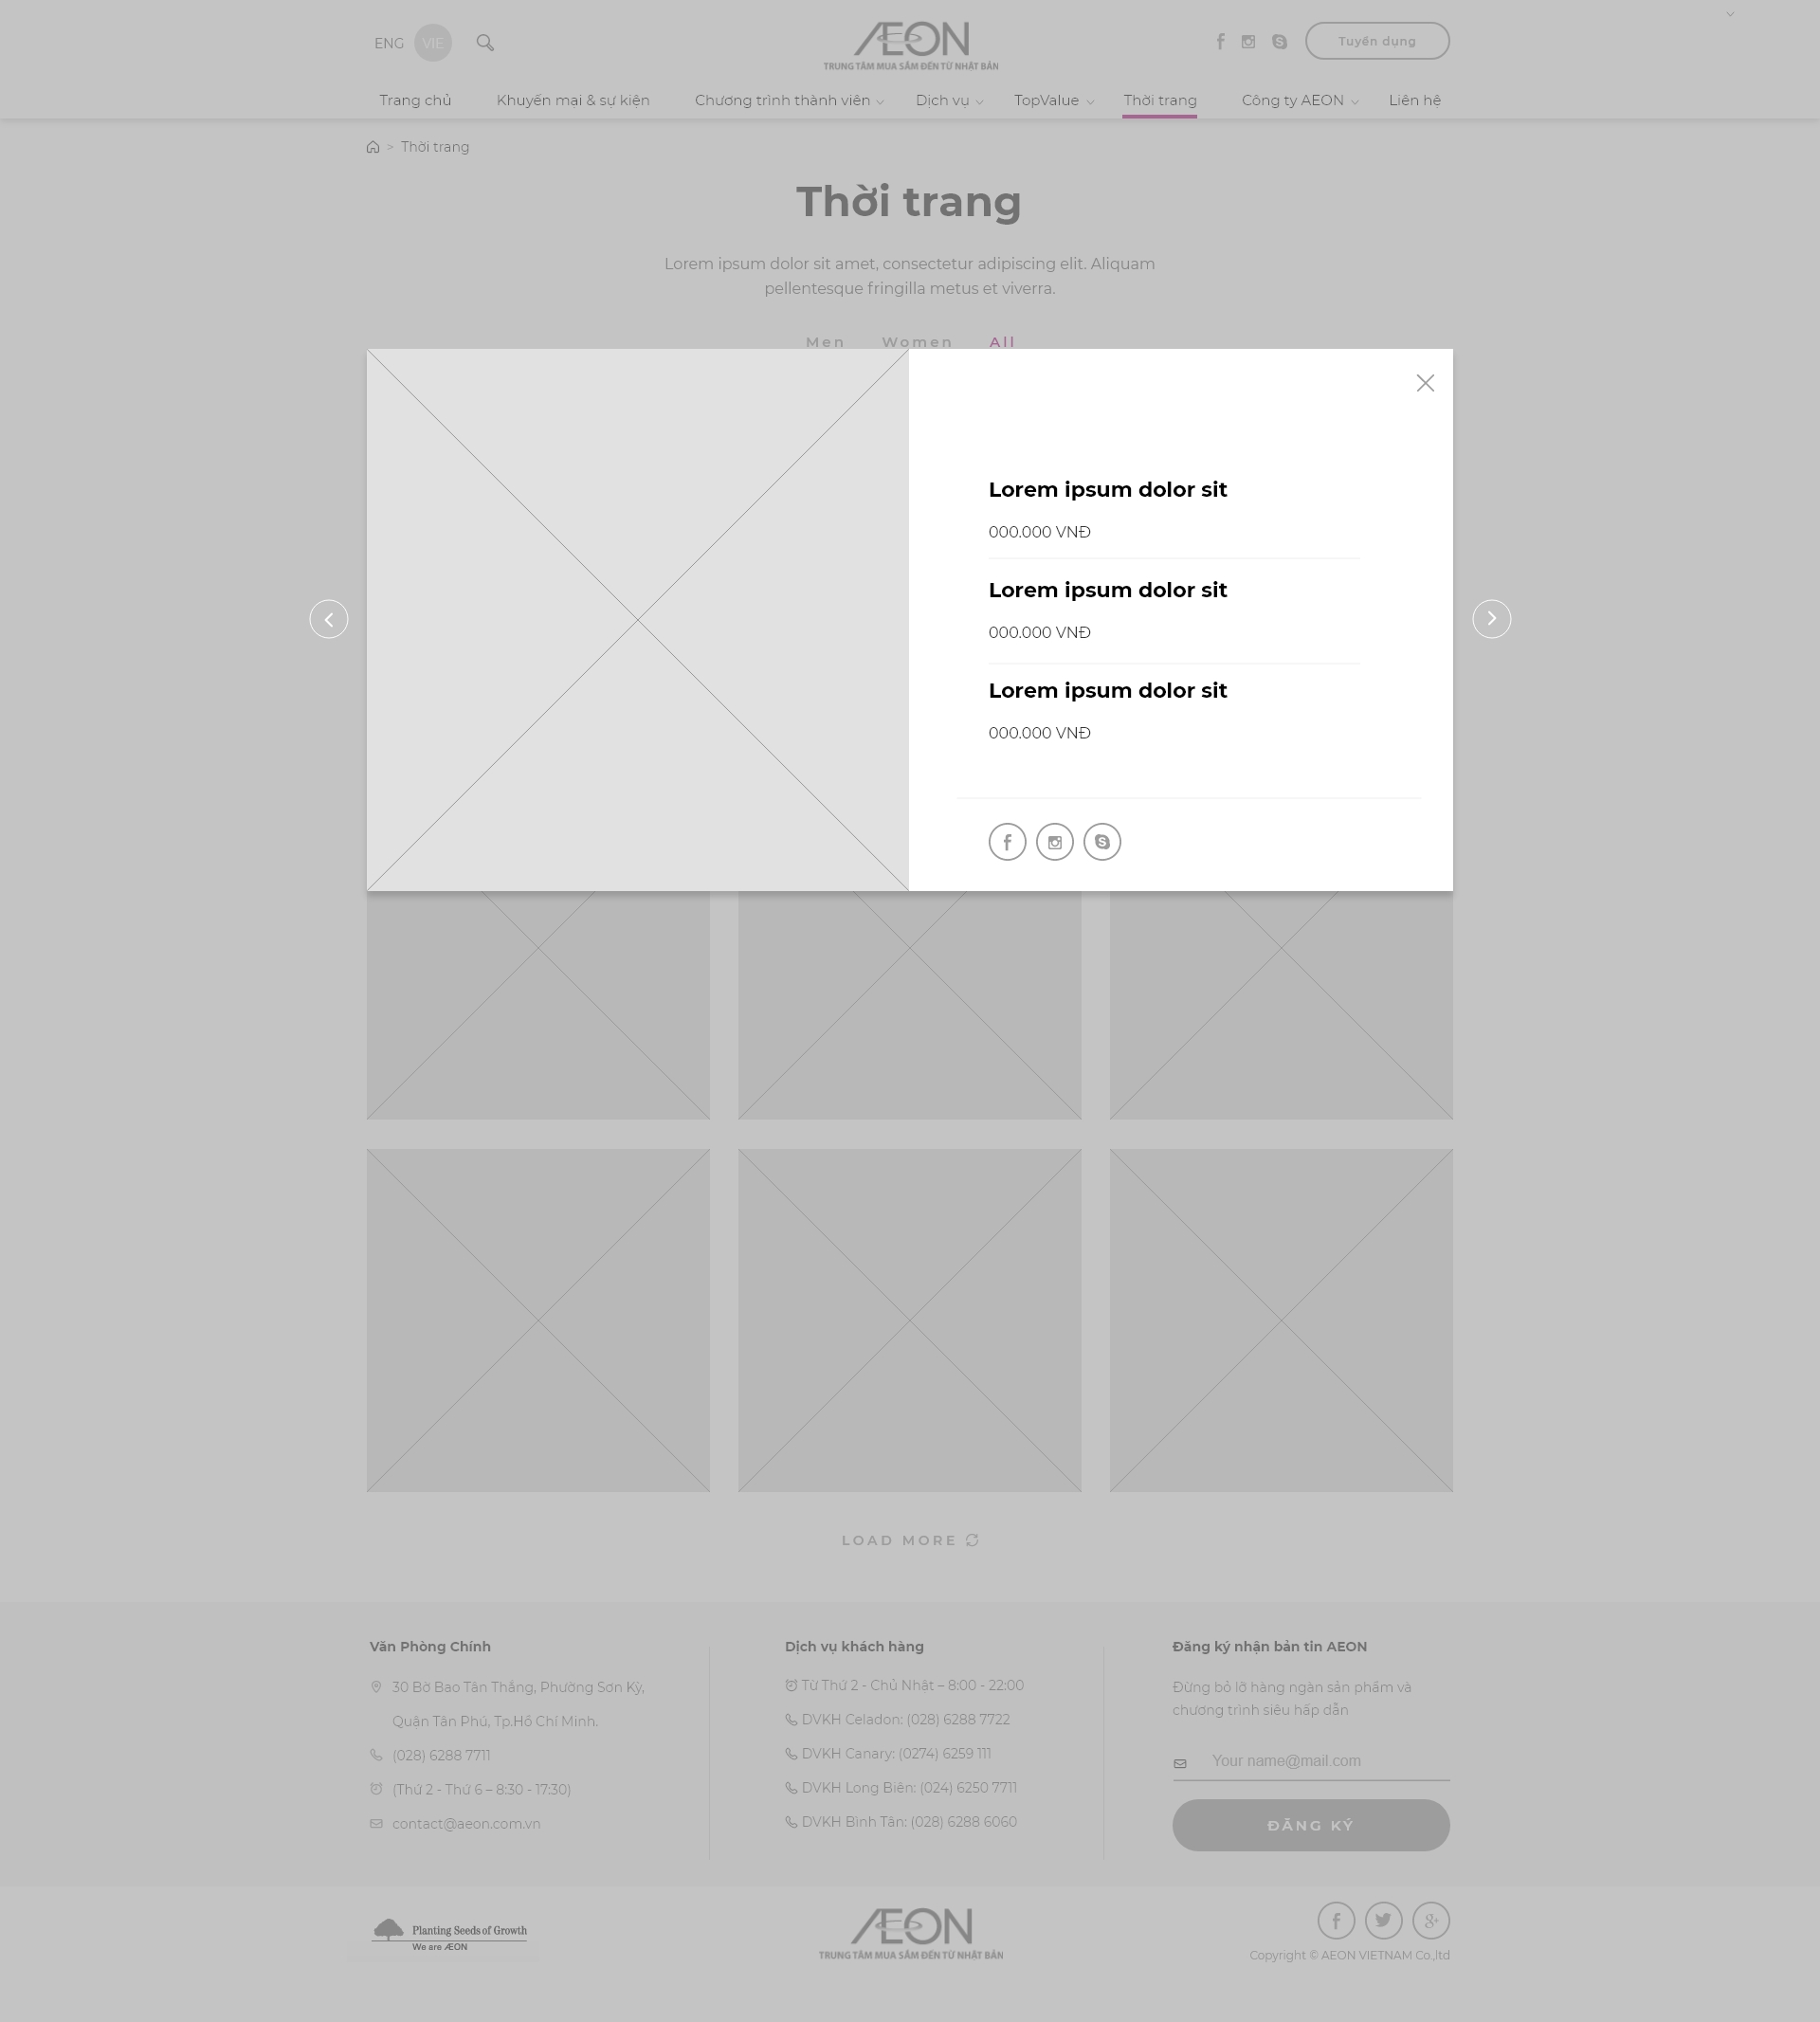 ENG VIE
ÆON
TRUNG TÂM MUA SẮM ĐẾN TỪ NHẬT BẢN
Tuyển dụng
Trang chủ Khuyến mại & sự kiện Chương trình thành viên Dịch vụ TopValue Thời trang Công ty AEON Liên hệ
> Thời trang
Thời trang
Lorem ipsum dolor sit amet, consectetur adipiscing elit. Aliquam
pellentesque fringilla metus et viverra.
Men Women All
Lorem ipsum dolor sit
000.000 VNĐ
Lorem ipsum dolor sit
000.000 VNĐ
Lorem ipsum dolor sit
000.000 VNĐ
LOAD MORE
Văn Phòng Chính
30 Bờ Bao Tân Thắng, Phường Sơn Kỳ,
Quận Tân Phú, Tp.Hồ Chí Minh.
(028) 6288 7711
(Thứ 2 - Thứ 6 – 8:30 - 17:30)
contact@aeon.com.vn
Dịch vụ khách hàng
Từ Thứ 2 - Chủ Nhật – 8:00 - 22:00
DVKH Celadon: (028) 6288 7722
DVKH Canary: (0274) 6259 111
DVKH Long Biên: (024) 6250 7711
DVKH Bình Tân: (028) 6288 6060
Đăng ký nhận bản tin AEON
Đừng bỏ lỡ hàng ngàn sản phẩm và
chương trình siêu hấp dẫn
Your name@mail.com
ĐĂNG KÝ
Planting Seeds of Growth
We are ÆON
ÆON
TRUNG TÂM MUA SẮM ĐẾN TỪ NHẬT BẢN
Copyright © AEON VIETNAM Co.,ltd